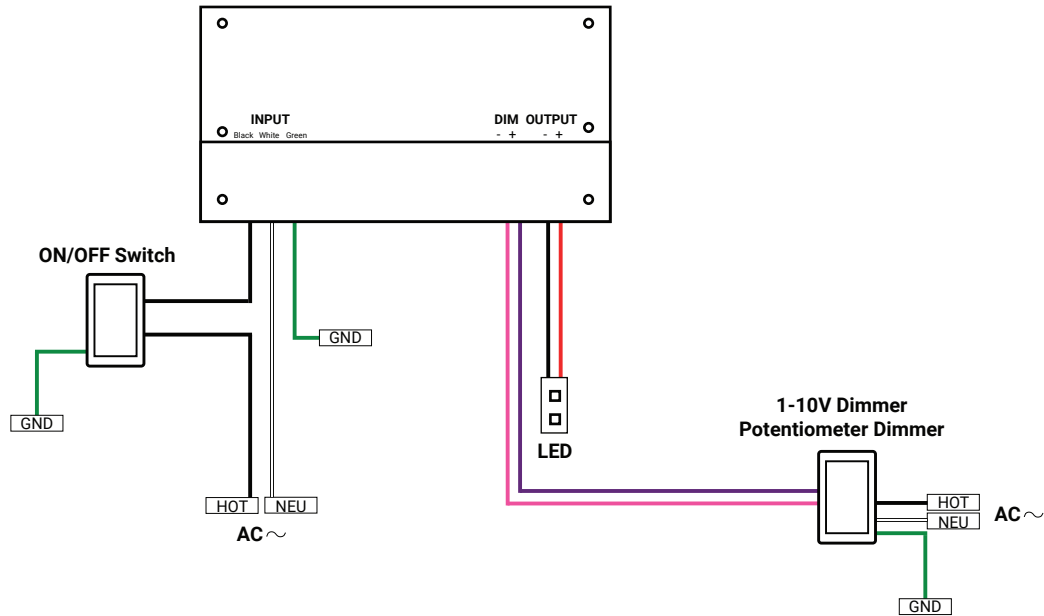 INPUT
Black White Green
DIM OUTPUT
- + - +
ON/OFF Switch
GND
GND
HOT NEU
AC ~
LED
1-10V Dimmer
Potentiometer Dimmer
HOT
NEU
AC ~
GND